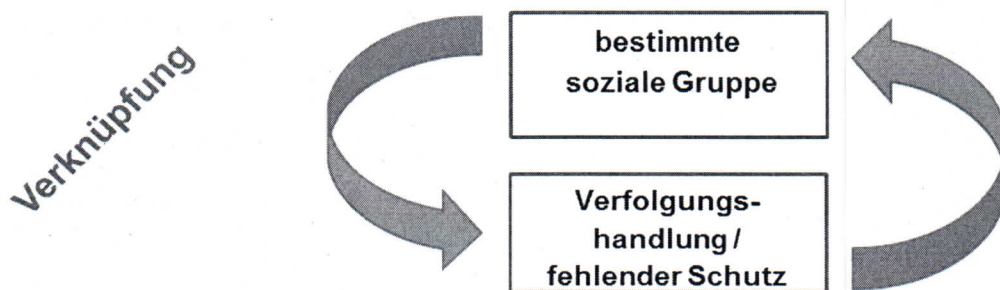 Verknüpfung
bestimmte
soziale Gruppe
Verfolgungs-
handlung /
fehlender Schutz